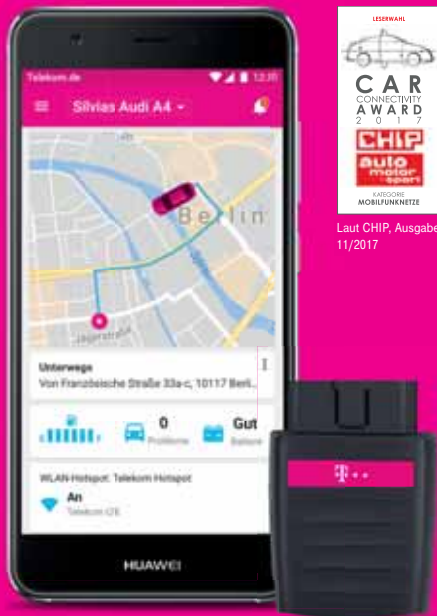 Telekom.de
12:30
Silvias Audi A4
Berlin
Jägerstraße
Unterwegs
Von Französische Straße 33a-c, 10117 Berl...
0
Probleme
Gut
Batterie
WLAN-Hotspot: Telekom Hotspot
An
Telekom LTE
HUAWEI
LESERWAHL
CAR
CONNECTIVITY
AWARD
2017
CHIP
auto
motor
sport
KATEGORIE
MOBILFUNKNETZE
Laut CHIP, Ausgabe
11/2017
T